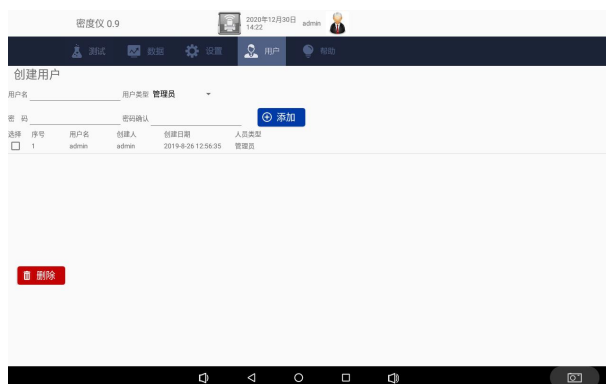 密度仪 0.9
2020年12月30日
14:22
admin
测试 数据 设置 用户 帮助
创建用户
用户名 用户类型 管理员
密 码 密码确认 添加
选择 序号 用户名 创建人 创建日期 人员类型
1 admin admin 2019-8-26 12:56:35 管理员
删除